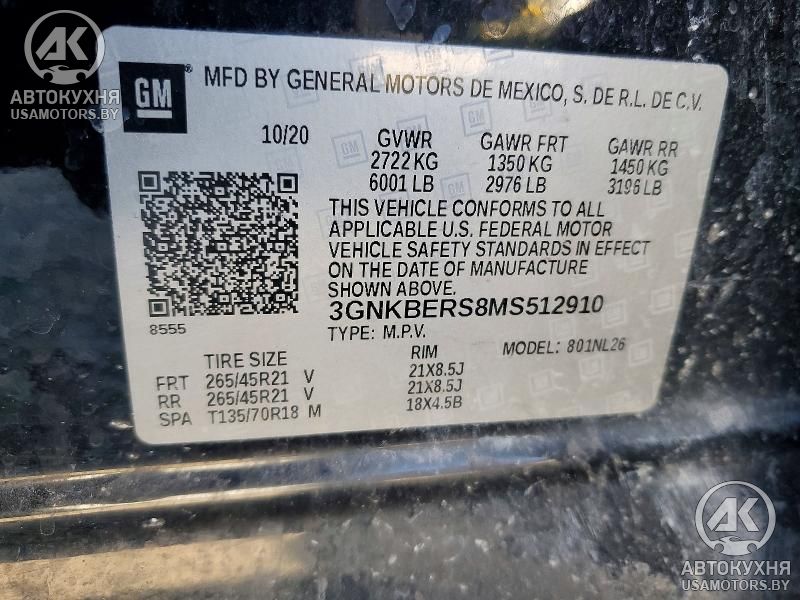 AK
АВТОКУХНЯ
USAMOTORS.BY
GM
MFD BY GENERAL MOTORS DE MEXICO, S. DE R.L. DE C.V.
10/20 GVWR GAWR FRT GAWR RR
2722 KG 1350 KG 1450 KG
6001 LB 2976 LB 3196 LB
THIS VEHICLE CONFORMS TO ALL
APPLICABLE U.S. FEDERAL MOTOR
VEHICLE SAFETY STANDARDS IN EFFECT
ON THE DATE OF MANUFACTURE
SHOWN ABOVE.
3GNKBERS8MS512910
8555
TYPE: M.P.V. MODEL: 801NL26
TIRE SIZE RIM
FRT 265/45R21 V 21X8.5J
RR 265/45R21 V 21X8.5J
SPA T135/70R18 M 18X4.5B
AK
АВТОКУХНЯ
USAMOTORS.BY